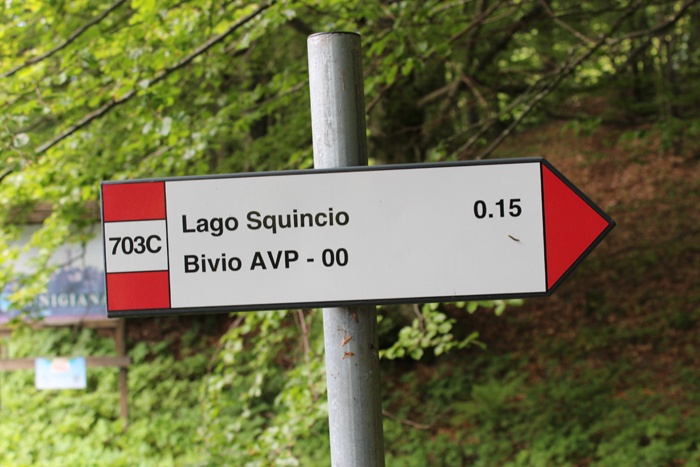 703C
Lago Squincio 0.15
Bivio AVP - 00